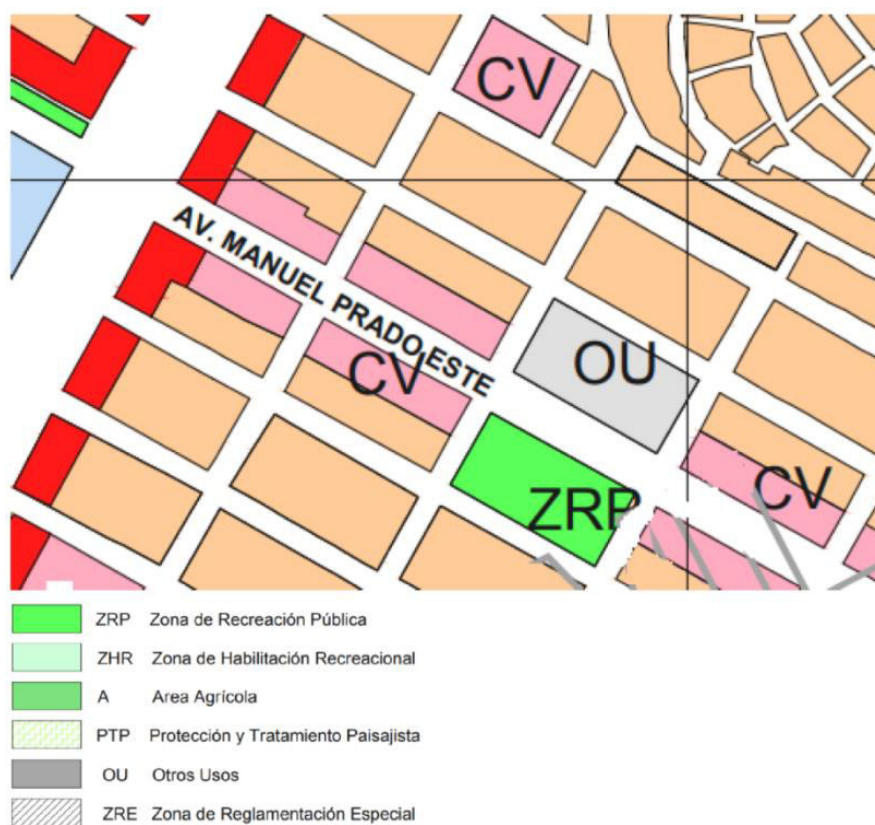 CV
AV. MANUEL PRADO ESTE
OU
CV
CV
ZRP
ZRP Zona de Recreación Pública
ZHR Zona de Habilitación Recreacional
A Area Agrícola
PTP Protección y Tratamiento Paisajista
OU Otros Usos
ZRE Zona de Reglamentación Especial